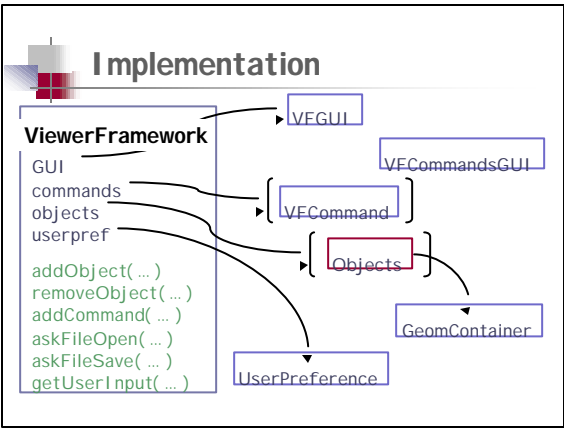 Implementation
ViewerFramework
GUI
commands
objects
userpref
addObject(…)
removeObject(…)
addCommand(…)
askFileOpen(…)
askFileSave(…)
getUserInput(…)
VFGUI
VFCommandsGUI
VFCommand
Objects
GeomContainer
UserPreference